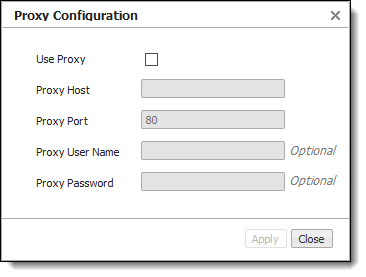 Proxy Configuration
Use Proxy
Proxy Host
Proxy Port 80
Proxy User Name Optional
Proxy Password Optional
Apply Close